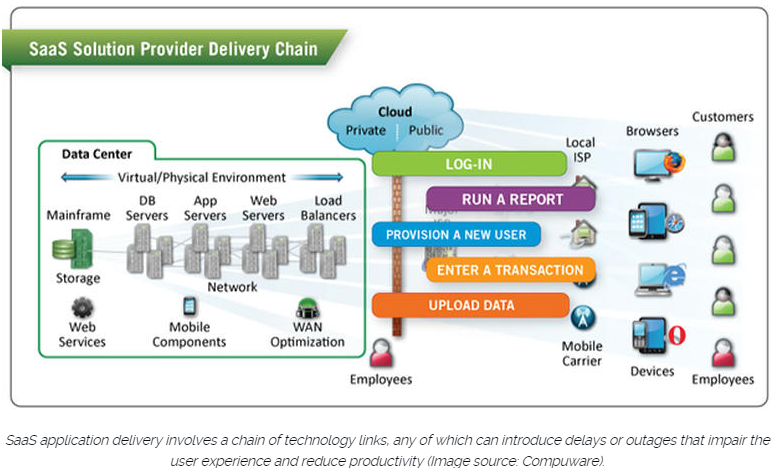 SaaS Solution Provider Delivery Chain
Cloud
Private | Public
Customers
Browsers
Local
ISP
Data Center
Virtual/Physical Environment
LOG-IN
RUN A REPORT
PROVISION A NEW USER
ENTER A TRANSACTION
UPLOAD DATA
Mainframe
DB
Servers
App
Servers
Web
Servers
Load
Balancers
Storage
Network
Web
Services
Mobile
Components
WAN
Optimization
Employees
Mobile
Carrier
Devices
Employees
SaaS application delivery involves a chain of technology links, any of which can introduce delays or outages that impair the
user experience and reduce productivity (Image source: Compuware).